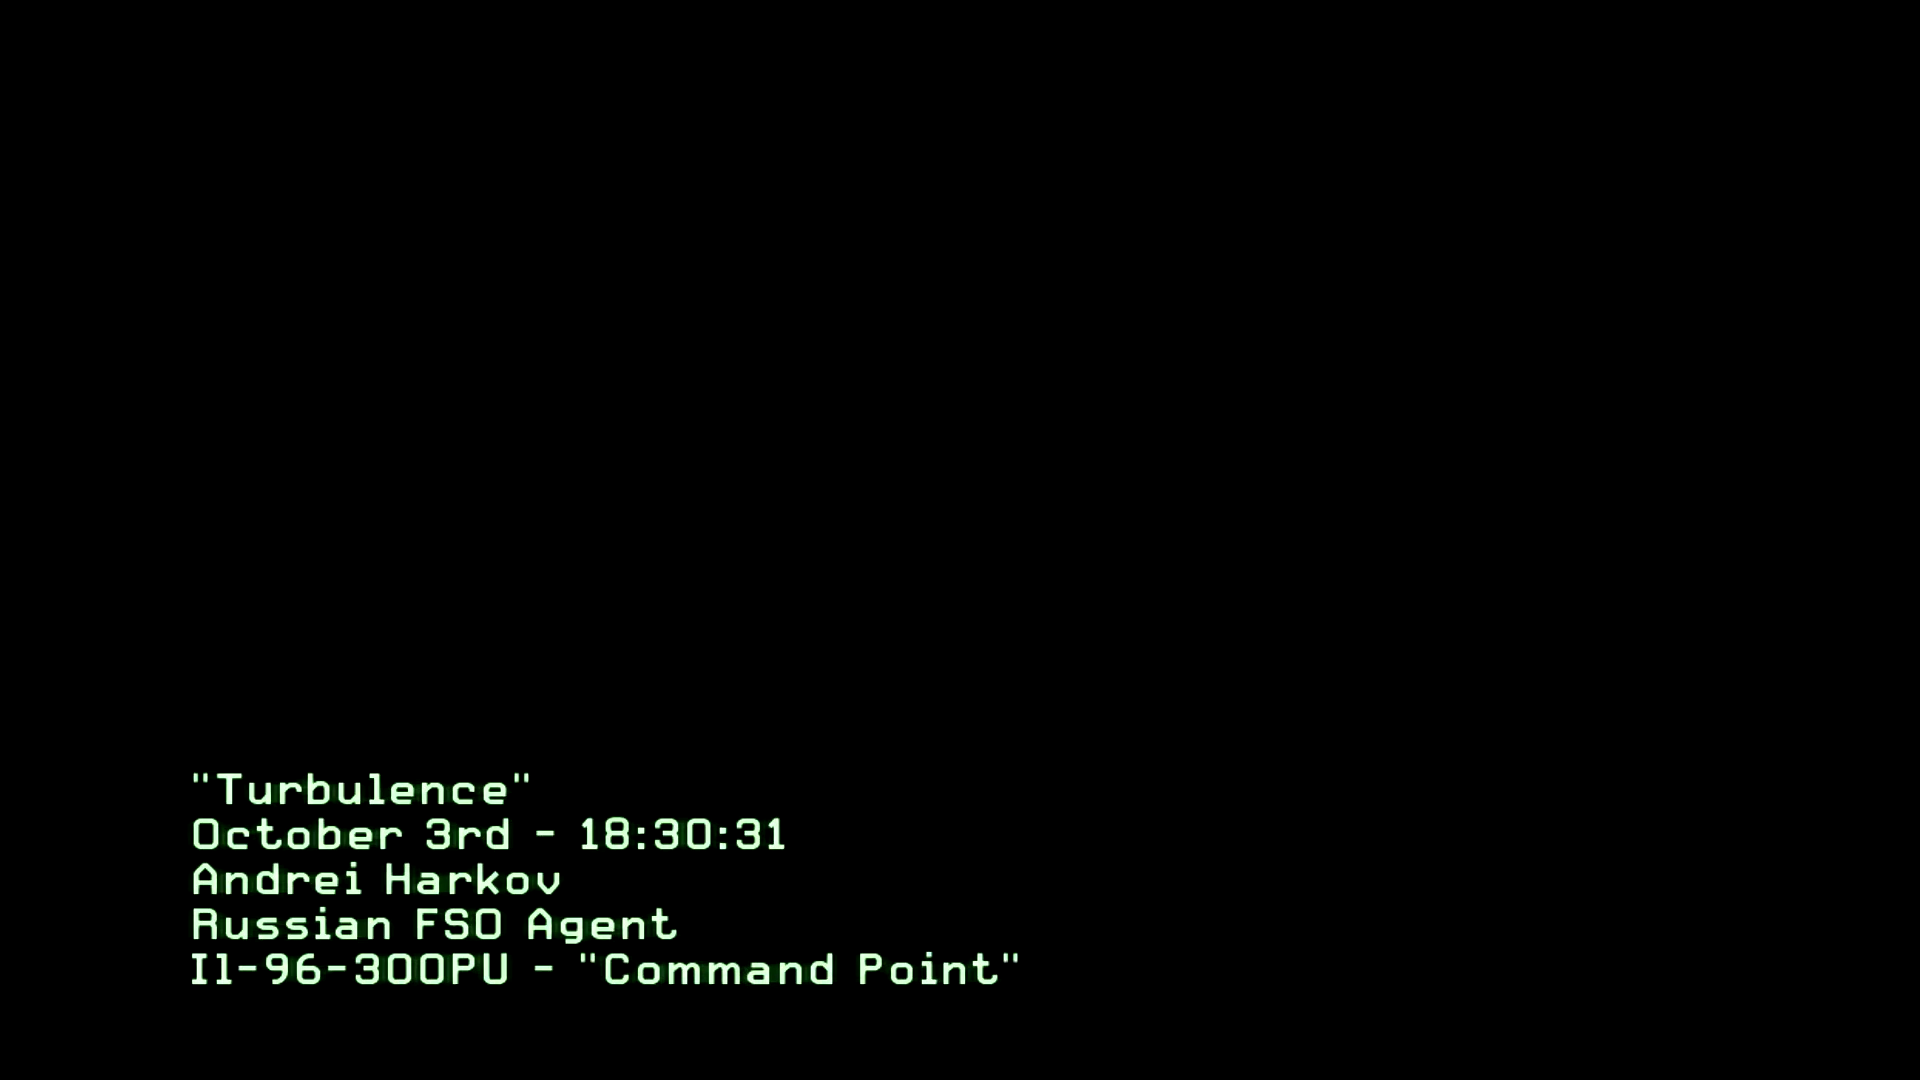 "Turbulence"
October 3rd - 18:30:31
Andrei Harkov
Russian FSO Agent
Il-96-300PU - "Command Point"